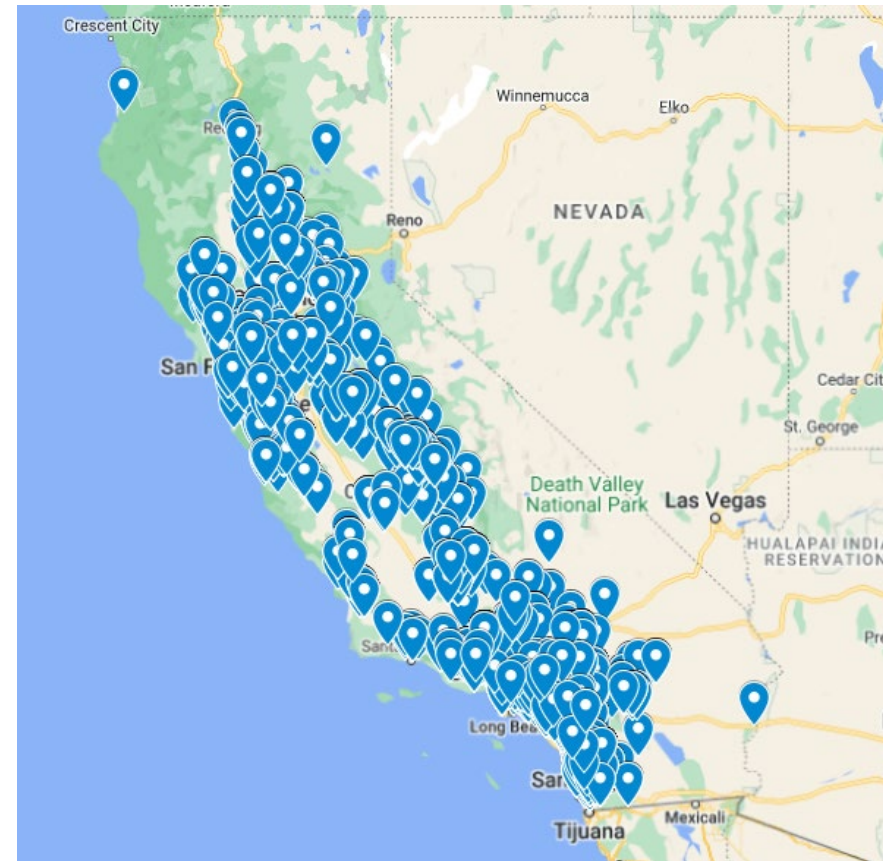 Crescent City
Winnemucca
Elko
Reno
NEVADA
San F
Cedar Cit
St. George
Death Valley
National Park
Las Vegas
HUALAPAI INDIA
RESERVATION
Long Bea
San
Mexicali
Tijuana